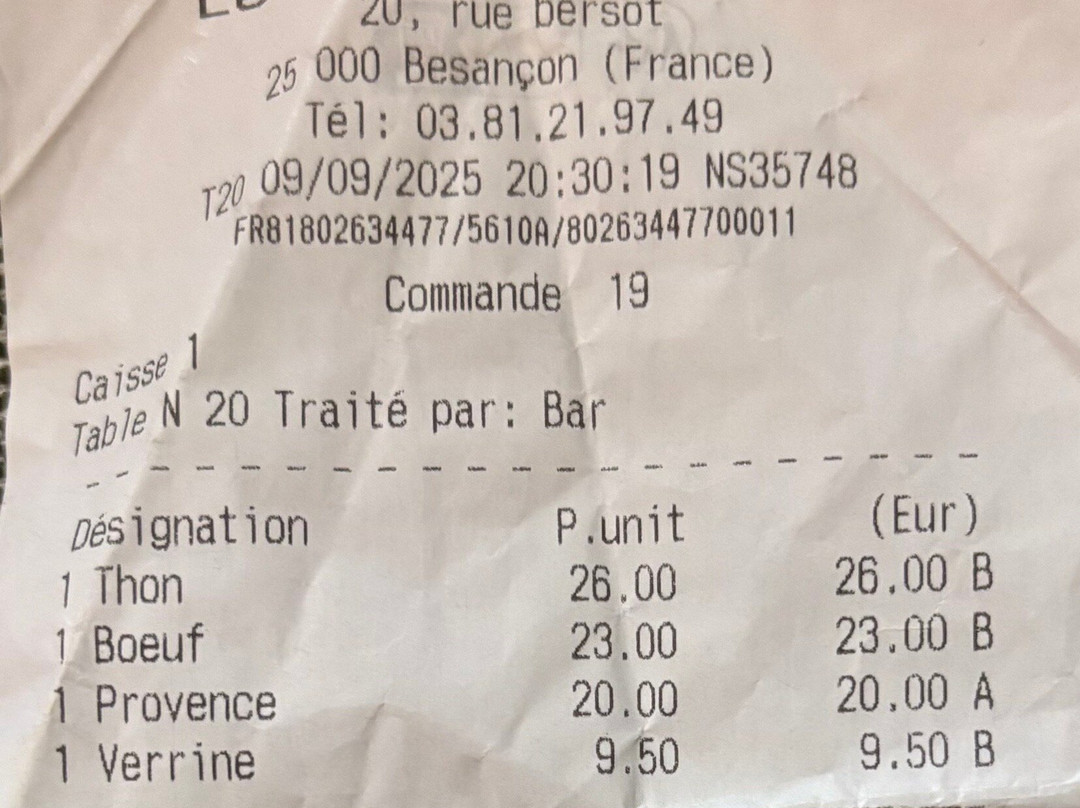 20, rue bersot
25 000 Besançon (France)
Tél: 03.81.21.97.49
T20 09/09/2025 20:30:19 NS35748
FR81802634477/5610A/80263447700011
Commande 19
Caisse 1
Table N 20 Traité par: Bar
Désignation P.unit (Eur)
1 Thon 26.00 26.00 B
1 Boeuf 23.00 23.00 B
1 Provence 20.00 20.00 A
1 Verrine 9.50 9.50 B